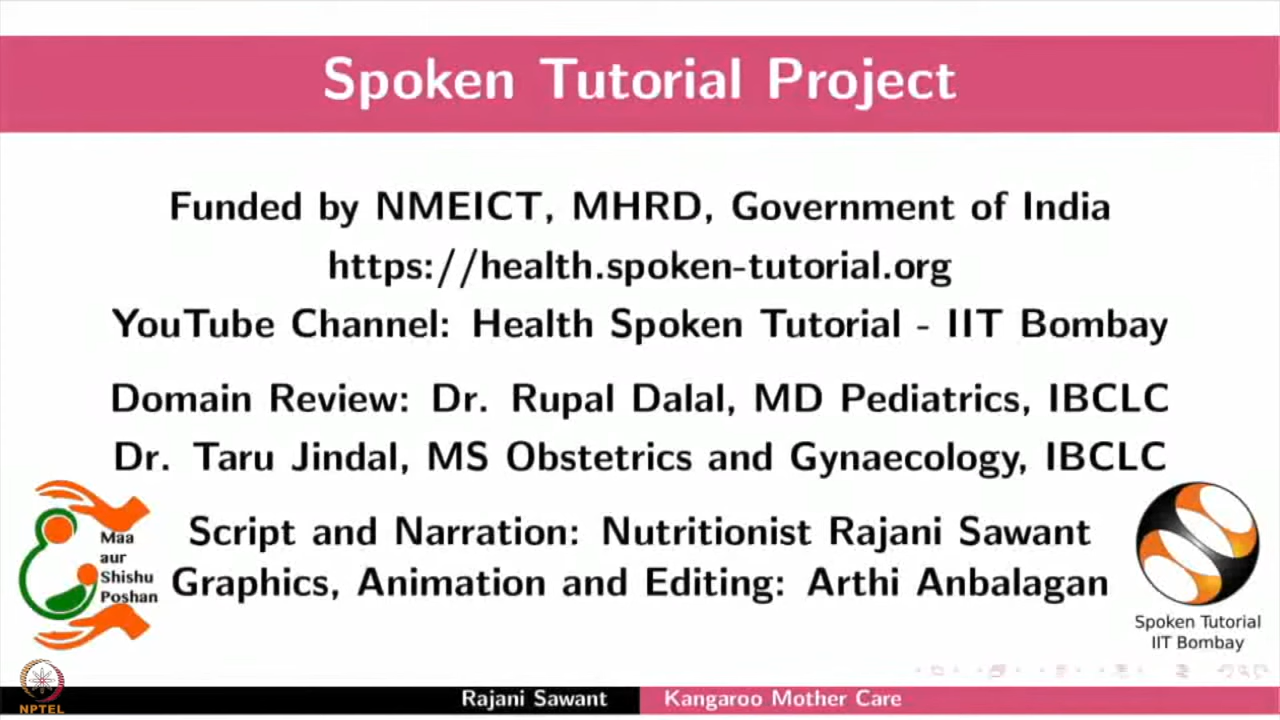 Spoken Tutorial Project
Funded by NMEICT, MHRD, Government of India
https://health.spoken-tutorial.org
YouTube Channel: Health Spoken Tutorial - IIT Bombay
Domain Review: Dr. Rupal Dalal, MD Pediatrics, IBCLC
Dr. Taru Jindal, MS Obstetrics and Gynaecology, IBCLC
Script and Narration: Nutritionist Rajani Sawant
Graphics, Animation and Editing: Arthi Anbalagan
Maa
aur
Shishu
Poshan
Spoken Tutorial
IIT Bombay
NPTEL
Rajani Sawant
Kangaroo Mother Care